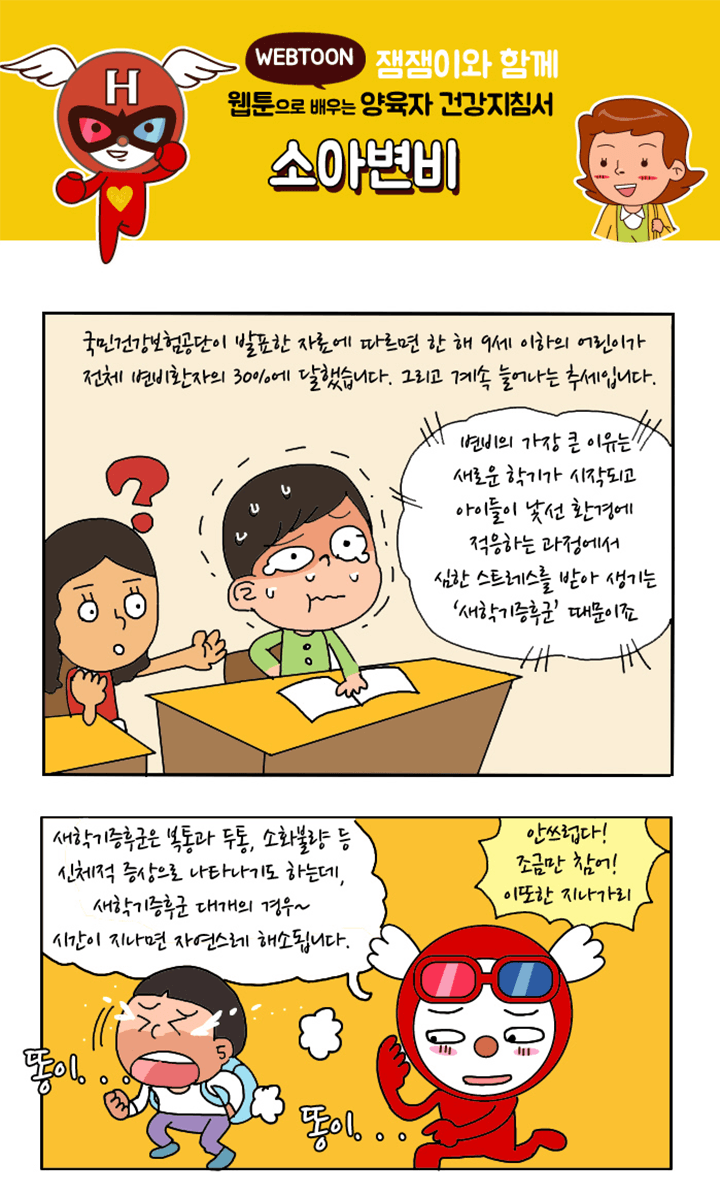 WEBTOON
잼잼이와 함께
웹툰으로 배우는 양육자 건강지침서
소아변비
H
국민건강보험공단이 발표한 자료에 따르면 한 해 9세 이하의 어린이가
전체 변비환자의 30%에 달했습니다. 그리고 계속 늘어나는 추세입니다.
변비의 가장 큰 이유는
새로운 학기가 시작되고
아이들이 낯선 환경에
적응하는 과정에서
심한 스트레스를 받아 생기는
'새학기증후군' 때문이죠
새학기증후군은 복통과 두통, 소화불량 등
신체적 증상으로 나타나기도 하는데,
새학기증후군 대개의 경우~
시간이 지나면 자연스레 해소됩니다.
안쓰럽다!
조금만 참어!
이또한 지나가리
똥이...
똥이...